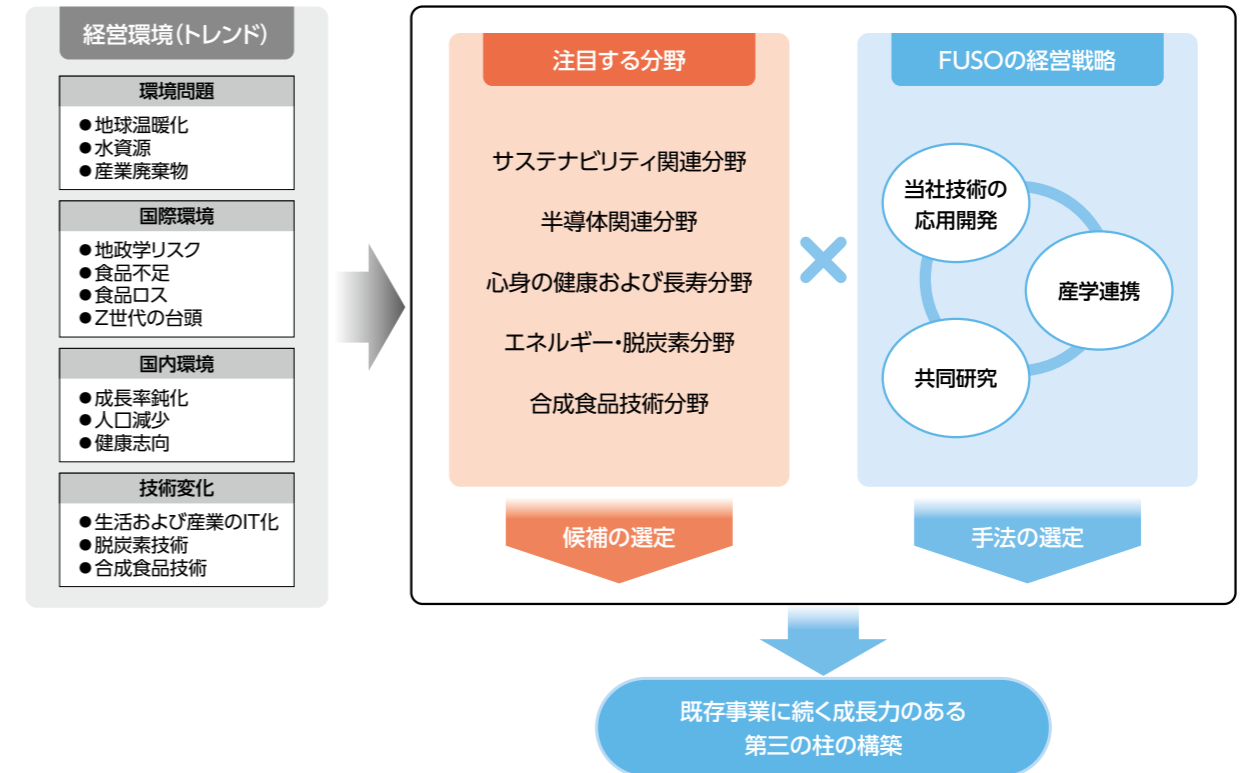 経営環境（トレンド）
環境問題
●地球温暖化
●水資源
●産業廃棄物
国際環境
●地政学リスク
●食品不足
●食品ロス
●Z世代の台頭
国内環境
●成長率鈍化
●人口減少
●健康志向
技術変化
●生活および産業のIT化
●脱炭素技術
●合成食品技術
注目する分野
サステナビリティ関連分野
半導体関連分野
心身の健康および長寿分野
エネルギー・脱炭素分野
合成食品技術分野
候補の選定
FUSOの経営戦略
当社技術の
応用開発
産学連携
共同研究
手法の選定
既存事業に続く成長力のある
第三の柱の構築